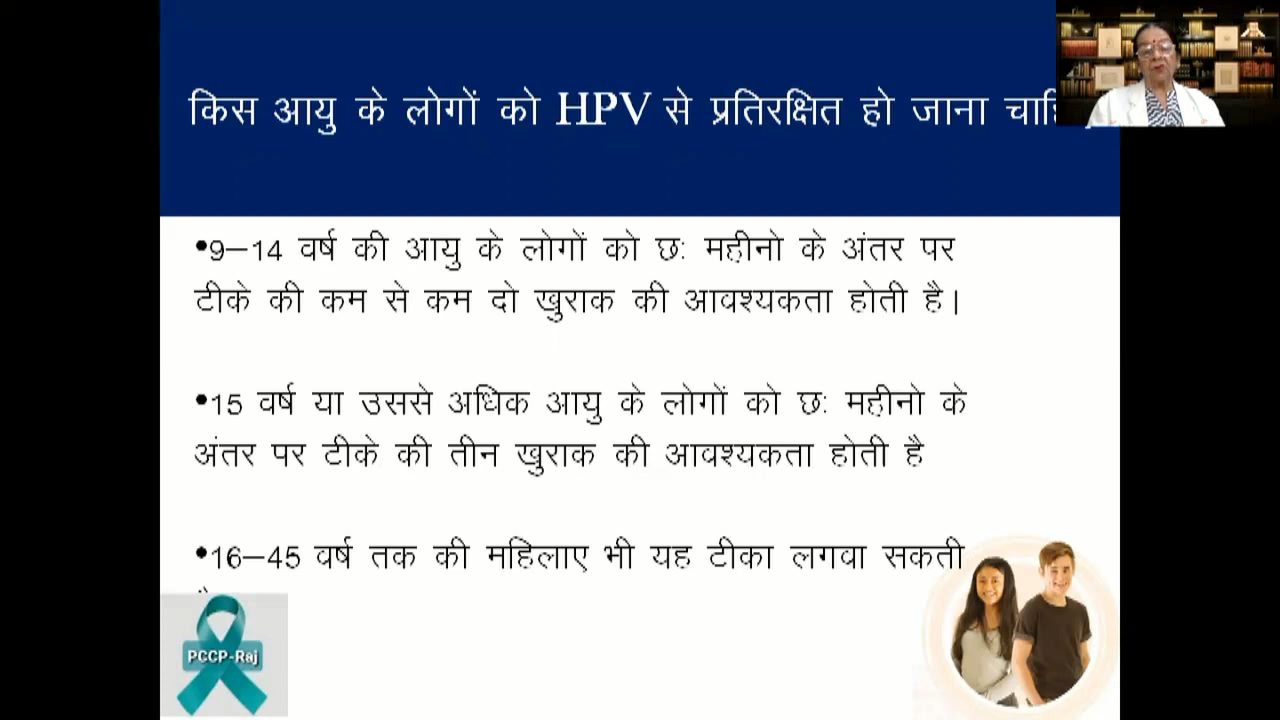 किस आयु के लोगों को HPV से प्रतिरक्षित हो जाना
•9–14 वर्ष की आयु के लोगों को छः महीनो के अंतर पर
टीके की कम से कम दो खुराक की आवश्यकता होती है।
•15 वर्ष या उससे अधिक आयु के लोगों को छः महीनो के
अंतर पर टीके की तीन खुराक की आवश्यकता होती है
•16–45 वर्ष तक की महिलाए भी यह टीका लगवा सकती
PCCP-Raj